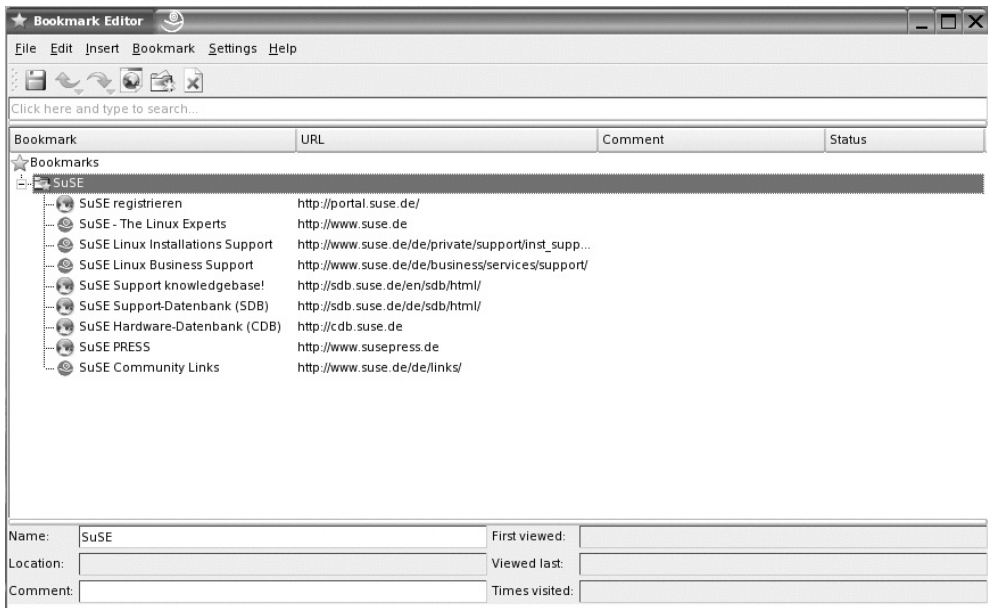 Bookmark Editor
File Edit Insert Bookmark Settings Help
Click here and type to search...
Bookmark URL Comment Status
Bookmarks
SuSE
SuSE registrieren http://portal.suse.de/
SuSE - The Linux Experts http://www.suse.de
SuSE Linux Installations Support http://www.suse.de/de/private/support/inst_supp...
SuSE Linux Business Support http://www.suse.de/de/business/services/support/
SuSE Support knowledgebase! http://sdb.suse.de/en/sdb/html/
SuSE Support-Datenbank (SDB) http://sdb.suse.de/de/sdb/html/
SuSE Hardware-Datenbank (CDB) http://cdb.suse.de
SuSE PRESS http://www.susepress.de
SuSE Community Links http://www.suse.de/de/links/
Name: SuSE First viewed:
Location: Viewed last:
Comment: Times visited: